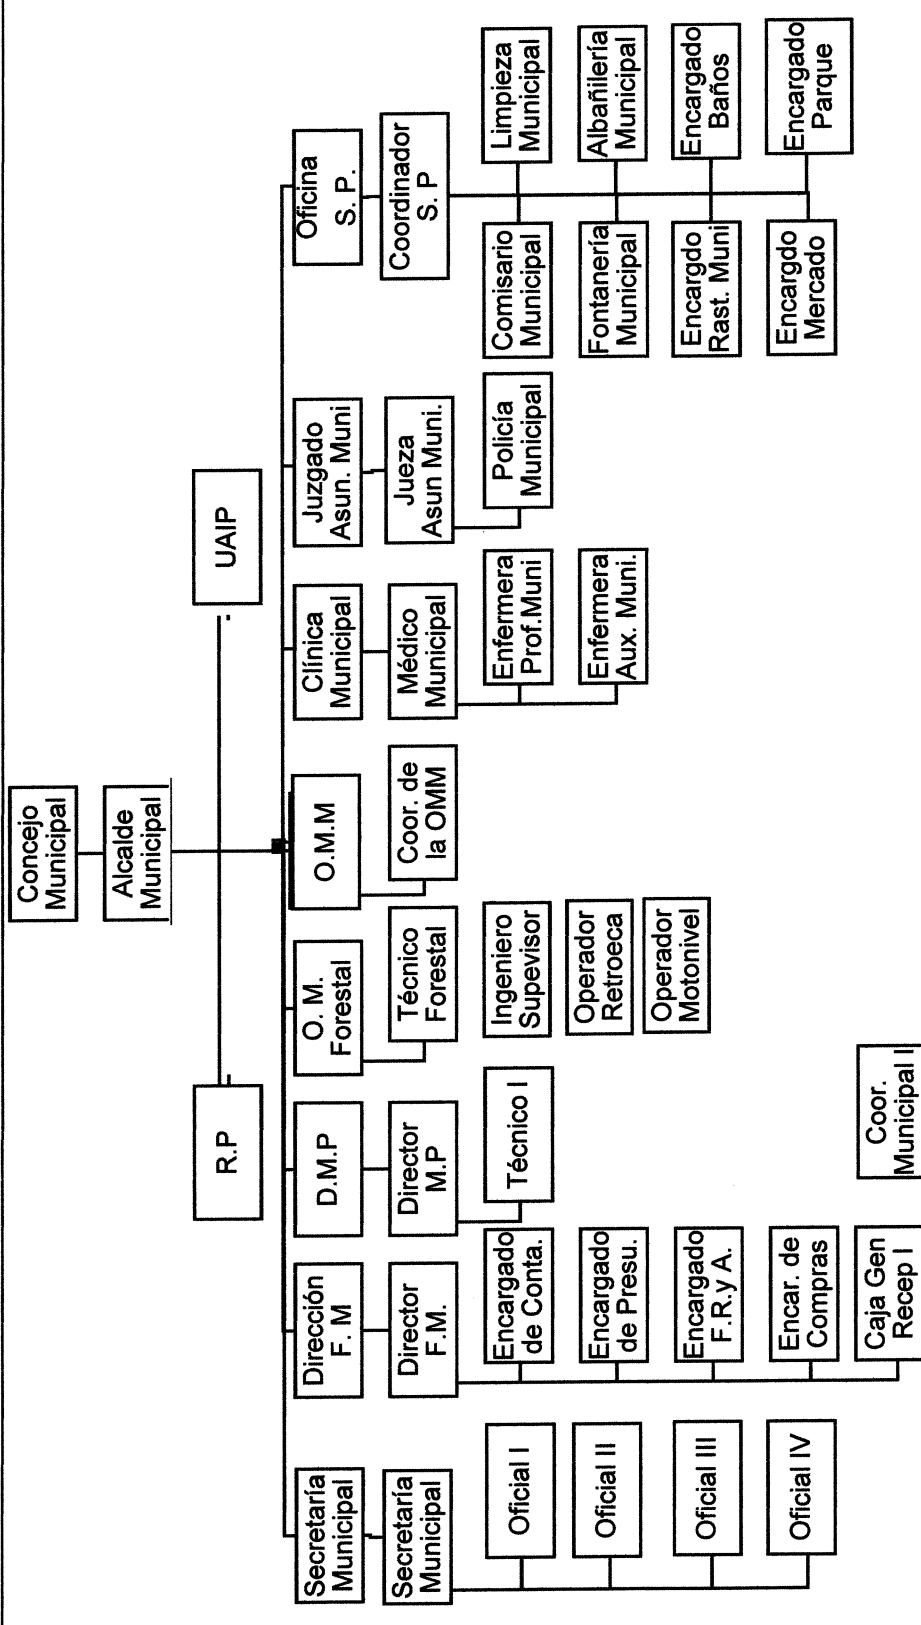 Concejo
Municipal
Alcalde
Municipal
R.P
UAIP
Secretaría
Municipal
Dirección
F. M
D.M.P
O. M.
Forestal
O.M.M
Clínica
Municipal
Juzgado
Asun. Muni
Oficina
S. P.
Secretaría
Municipal
Director
F.M.
Director
M.P
Técnico
Forestal
Coor. de
la OMM
Médico
Municipal
Jueza
Asun Muni.
Coordinador
S. P
Oficial I
Encargado
de Conta.
Técnico I
Ingeniero
Supevisor
Enfermera
Prof.Muni
Policía
Municipal
Comisario
Municipal
Limpieza
Municipal
Oficial II
Encargado
de Presu.
Operador
Retroeca
Enfermera
Aux. Muni.
Fontanería
Municipal
Albañilería
Municipal
Oficial III
Encargado
F.R.y A.
Operador
Motonivel
Encargdo
Rast. Muni
Encargado
Baños
Oficial IV
Encar. de
Compras
Encargdo
Mercado
Encargado
Parque
Caja Gen
Recep I
Coor.
Municipal I